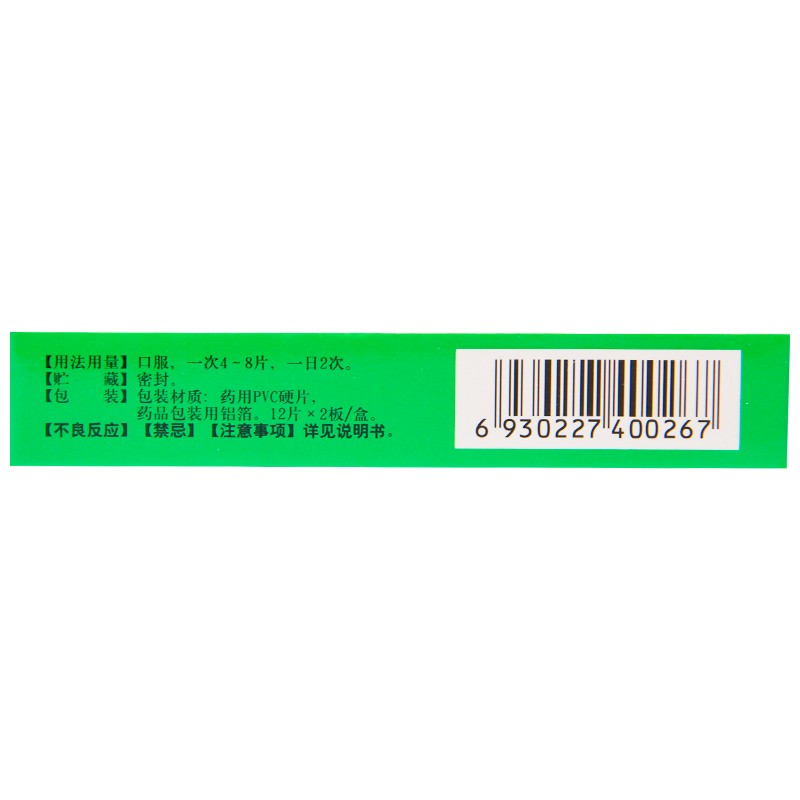 【用法用量】口服，一次4~8片，一日2次。
【贮　　藏】密封。
【包　　装】包装材质：药用PVC硬片，
药品包装用铝箔。12片×2板/盒。
【不良反应】【禁忌】【注意事项】详见说明书。
6 930227 400267